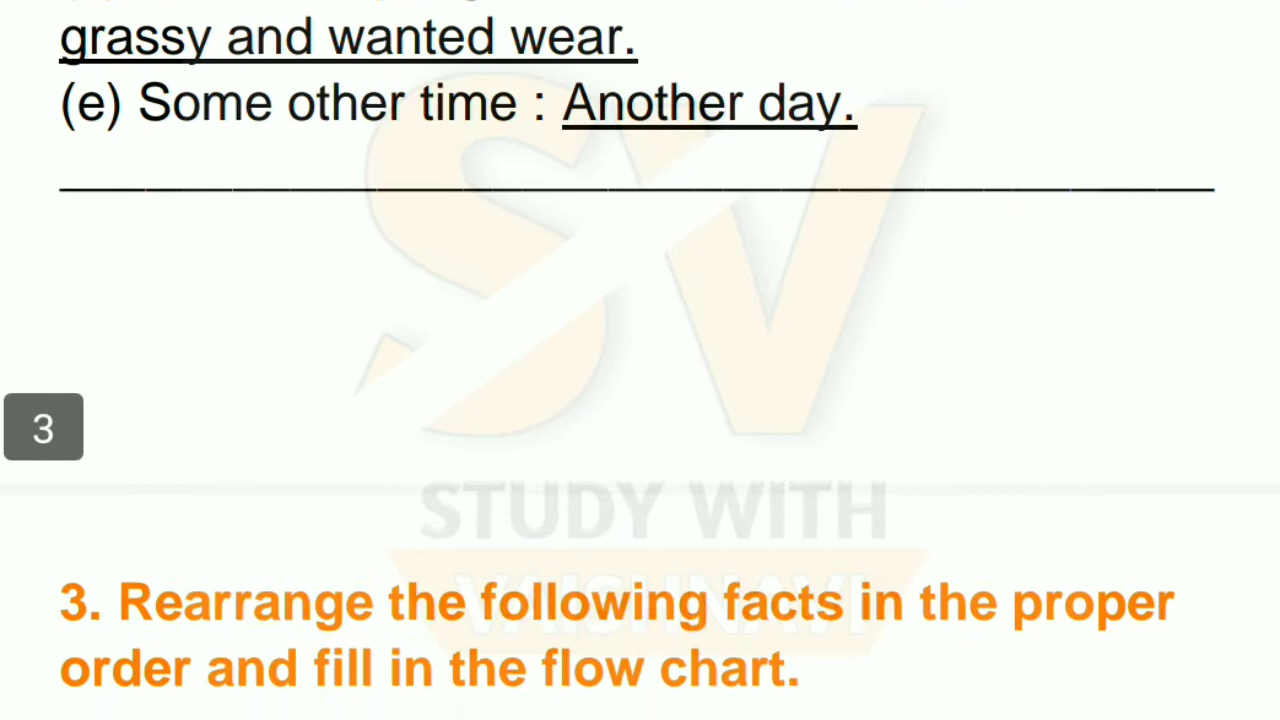 grassy and wanted wear.
(e) Some other time : Another day.
3
STUDY WITH
VAISHNAVI
3. Rearrange the following facts in the proper
order and fill in the flow chart.